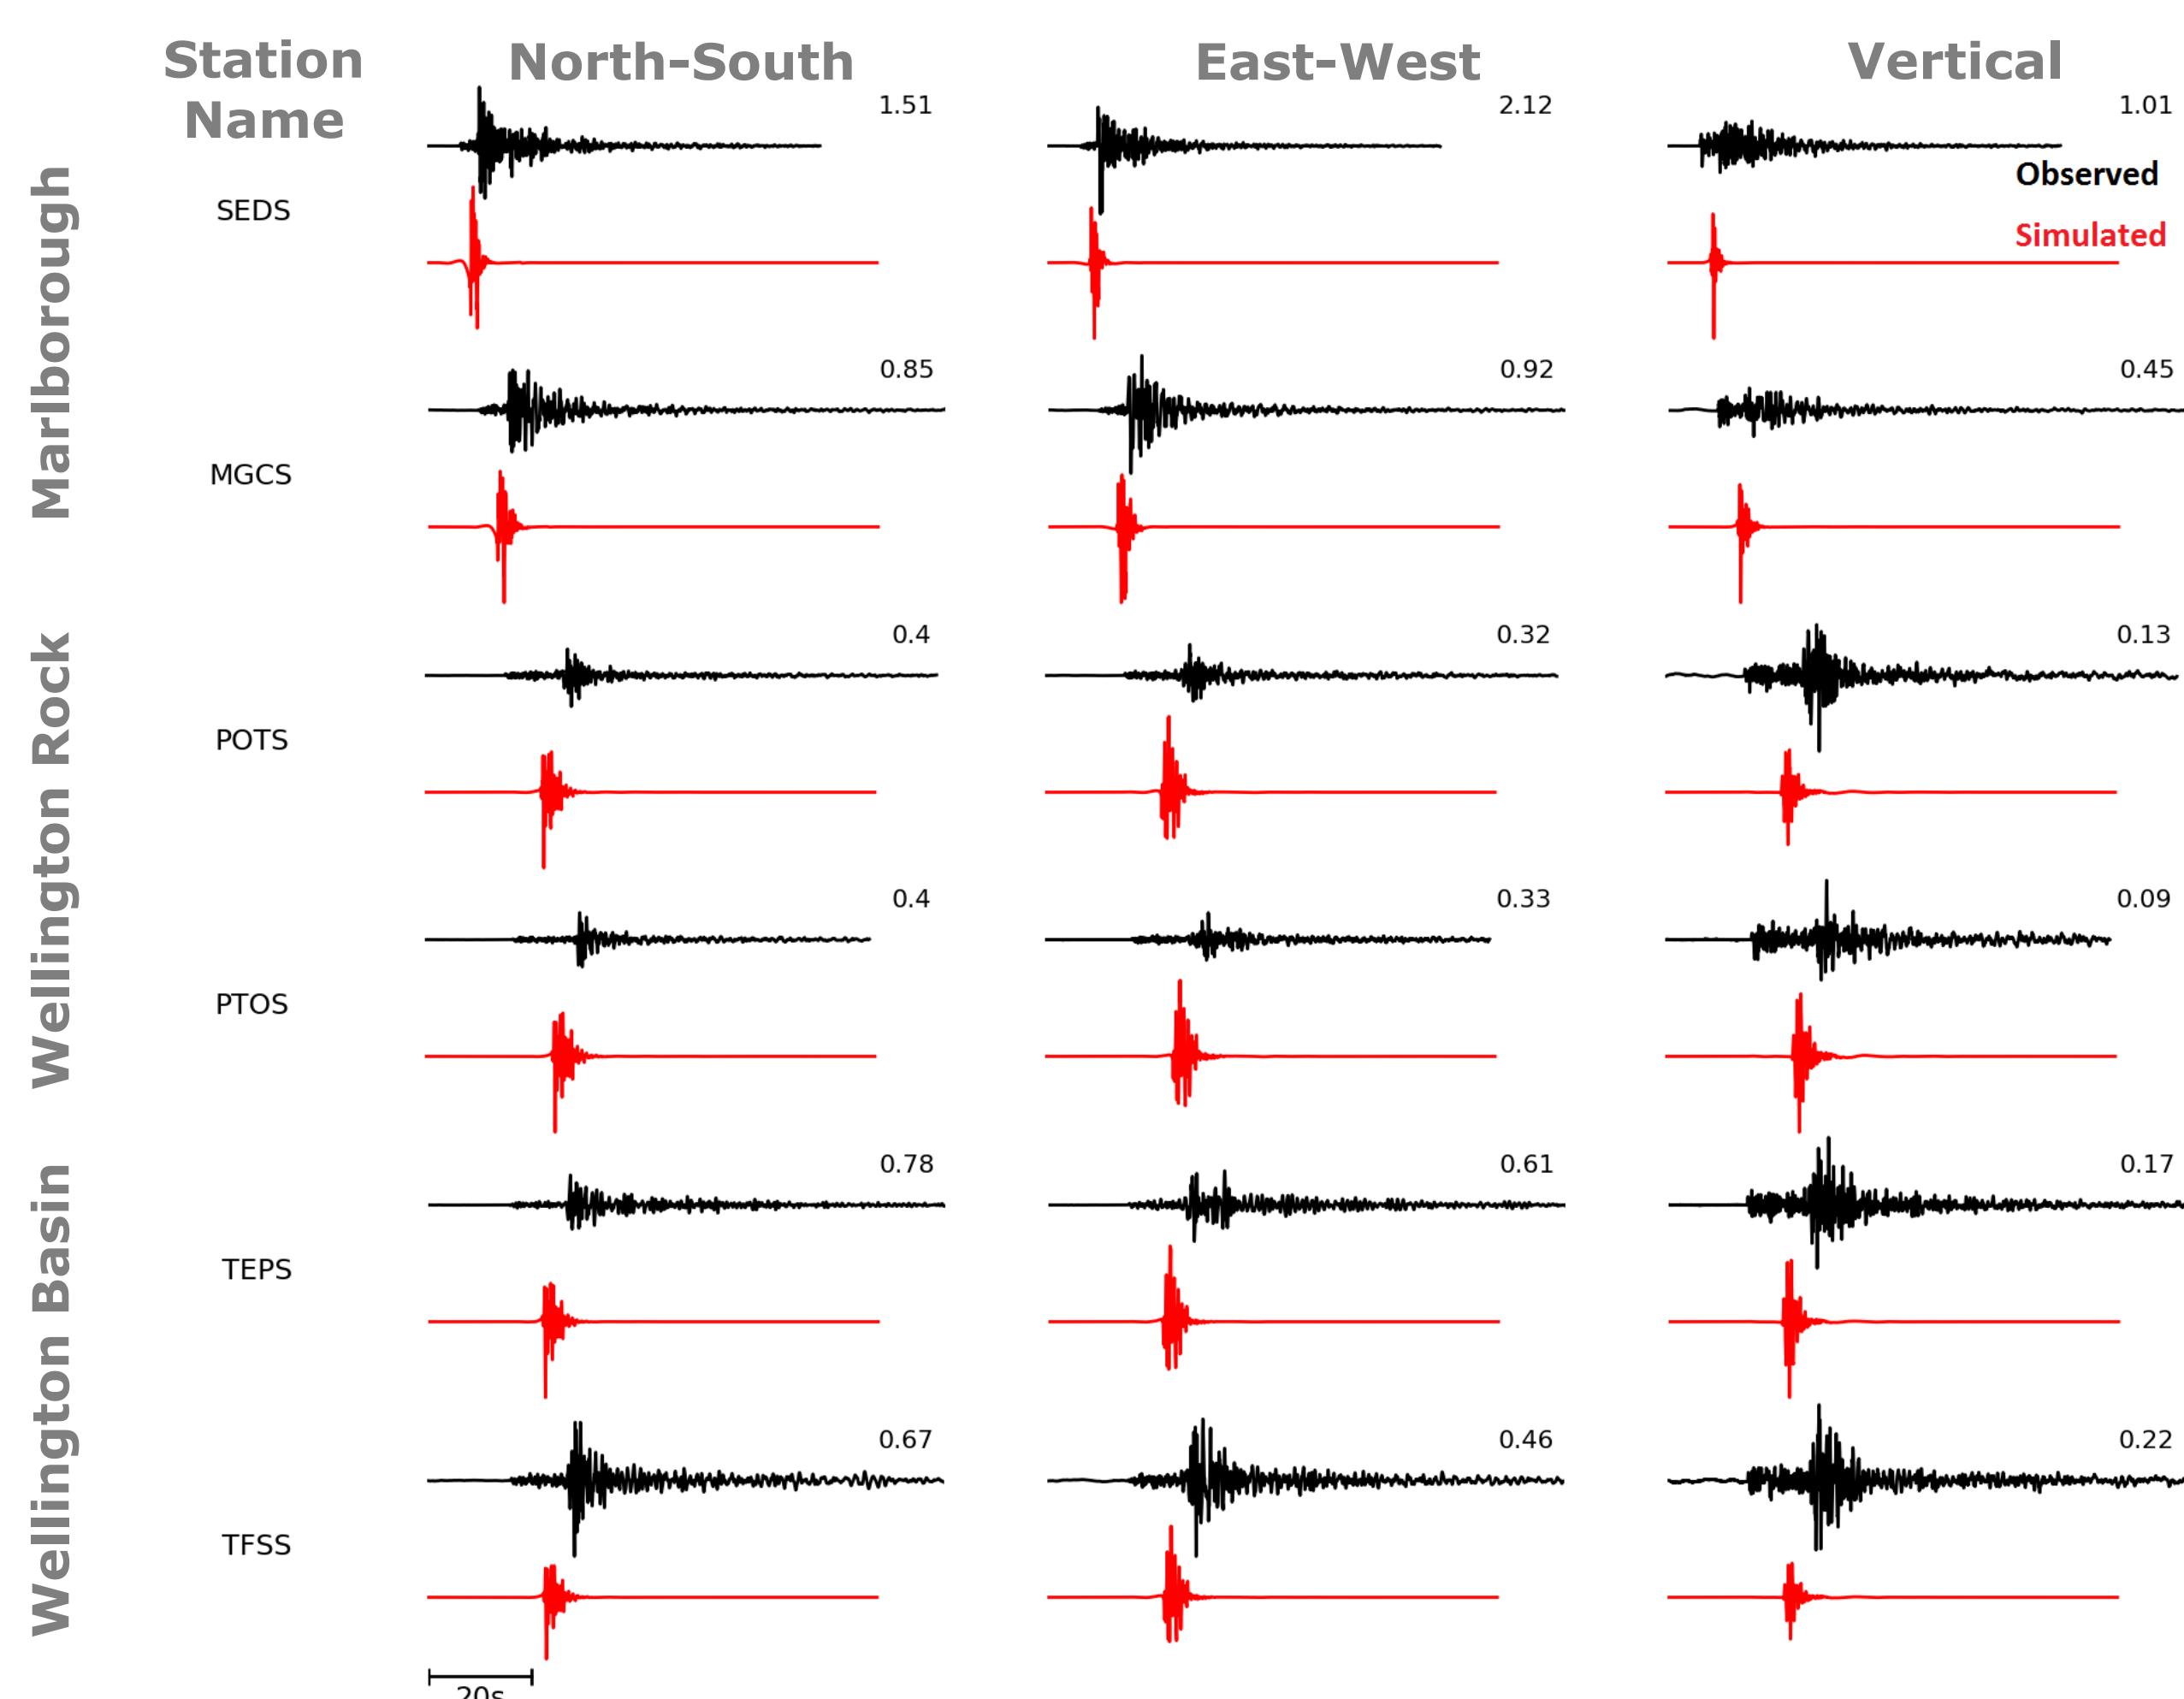 Station
Name
North-South
East-West
Vertical
Marlborough
SEDS
1.51
2.12
1.01
Observed
Simulated
MGCS
0.85
0.92
0.45
Wellington Rock
POTS
0.4
0.32
0.13
PTOS
0.4
0.33
0.09
Wellington Basin
TEPS
0.78
0.61
0.17
TFSS
0.67
0.46
0.22
20s